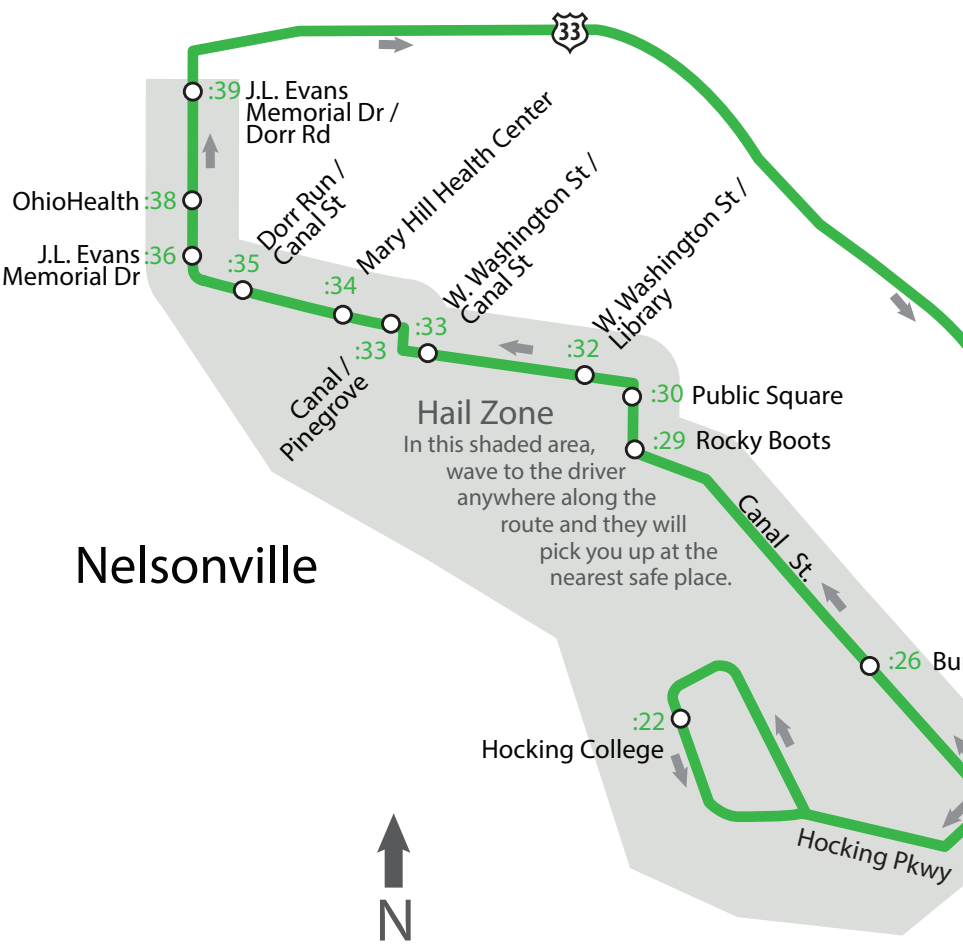 33
:39 J.L. Evans
Memorial Dr /
Dorr Rd
OhioHealth :38
J.L. Evans :36
Memorial Dr
:35
Dorr Run /
Canal St
:34
Mary Hill Health Center
:33
Canal /
Pinegrove
:33
W. Washington St /
Canal St
:32
W. Washington St /
Library
:30 Public Square
:29 Rocky Boots
Hail Zone
In this shaded area,
wave to the driver
anywhere along the
route and they will
pick you up at the
nearest safe place.
Nelsonville
Canal St.
:26 Bu
:22
Hocking College
Hocking Pkwy
N